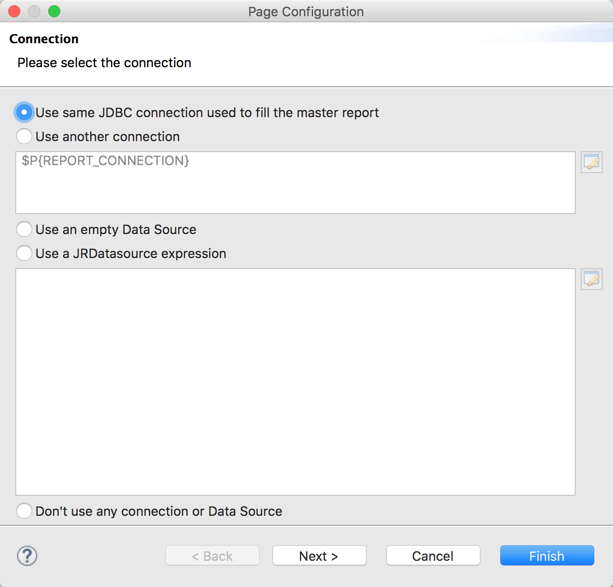 Page Configuration
Connection
Please select the connection
Use same JDBC connection used to fill the master report
Use another connection
$P{REPORT_CONNECTION}
Use an empty Data Source
Use a JRDatasource expression
Don't use any connection or Data Source
? < Back Next > Cancel Finish